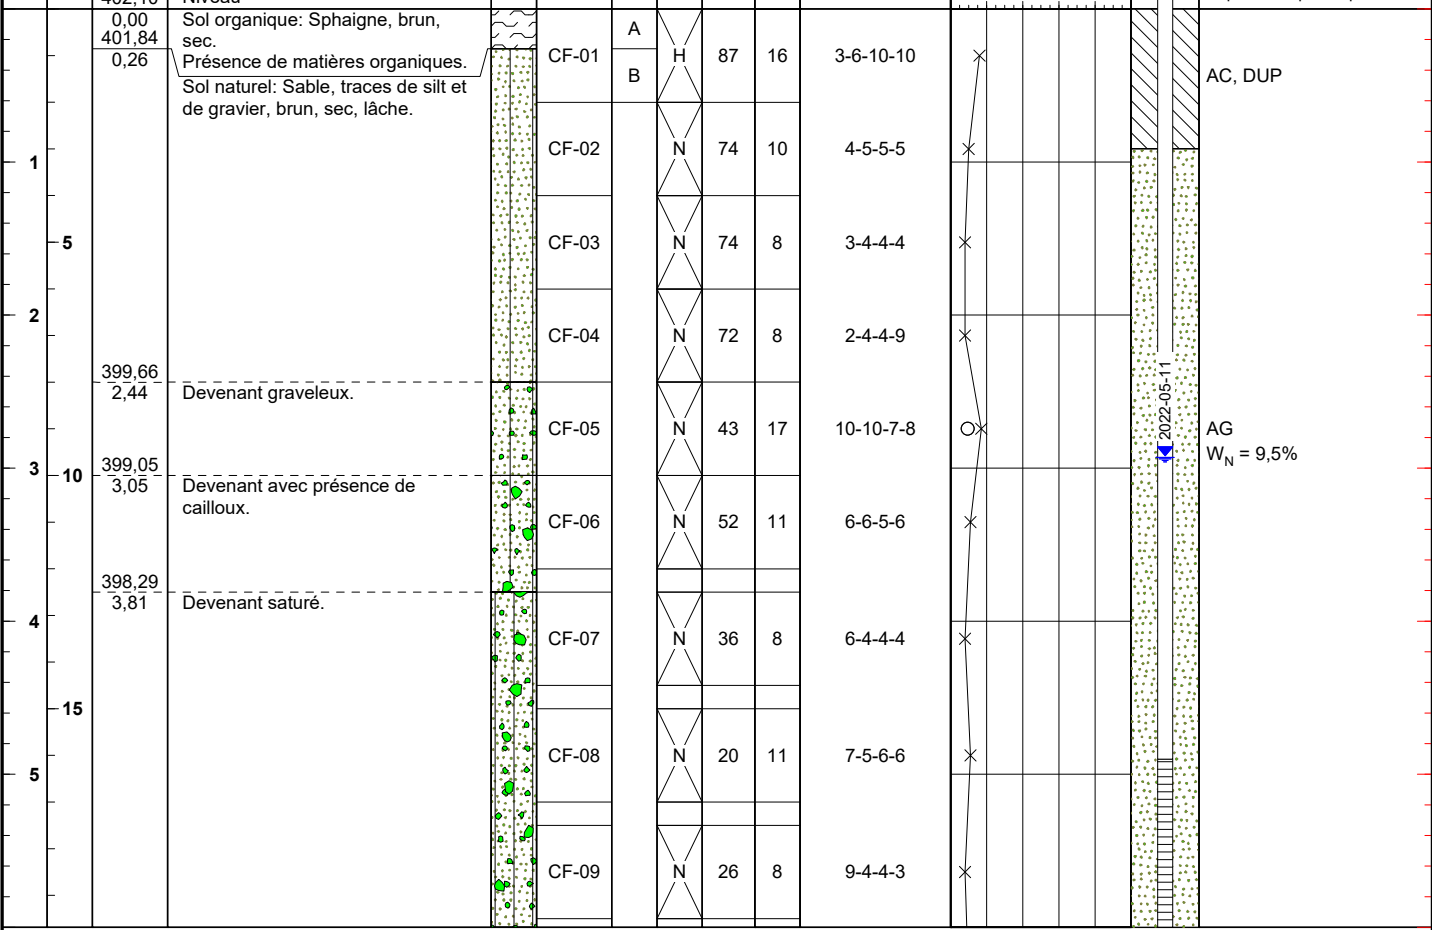 0,00 Sol organique: Sphaigne, brun,
401,84 sec.
0,26 Présence de matières organiques.
Sol naturel: Sable, traces de silt et
de gravier, brun, sec, lâche.
A
B
CF-01 H 87 16 3-6-10-10
AC, DUP
CF-02 N 74 10 4-5-5-5
1
CF-03 N 74 8 3-4-4-4
5
2
CF-04 N 72 8 2-4-4-9
399,66
2,44 Devenant graveleux.
2022-05-11
CF-05 N 43 17 10-10-7-8
AG
W_N = 9,5%
3
399,05
10
3,05 Devenant avec présence de
cailloux.
CF-06 N 52 11 6-6-5-6
398,29
3,81 Devenant saturé.
4
CF-07 N 36 8 6-4-4-4
15
CF-08 N 20 11 7-5-6-6
5
CF-09 N 26 8 9-4-4-3